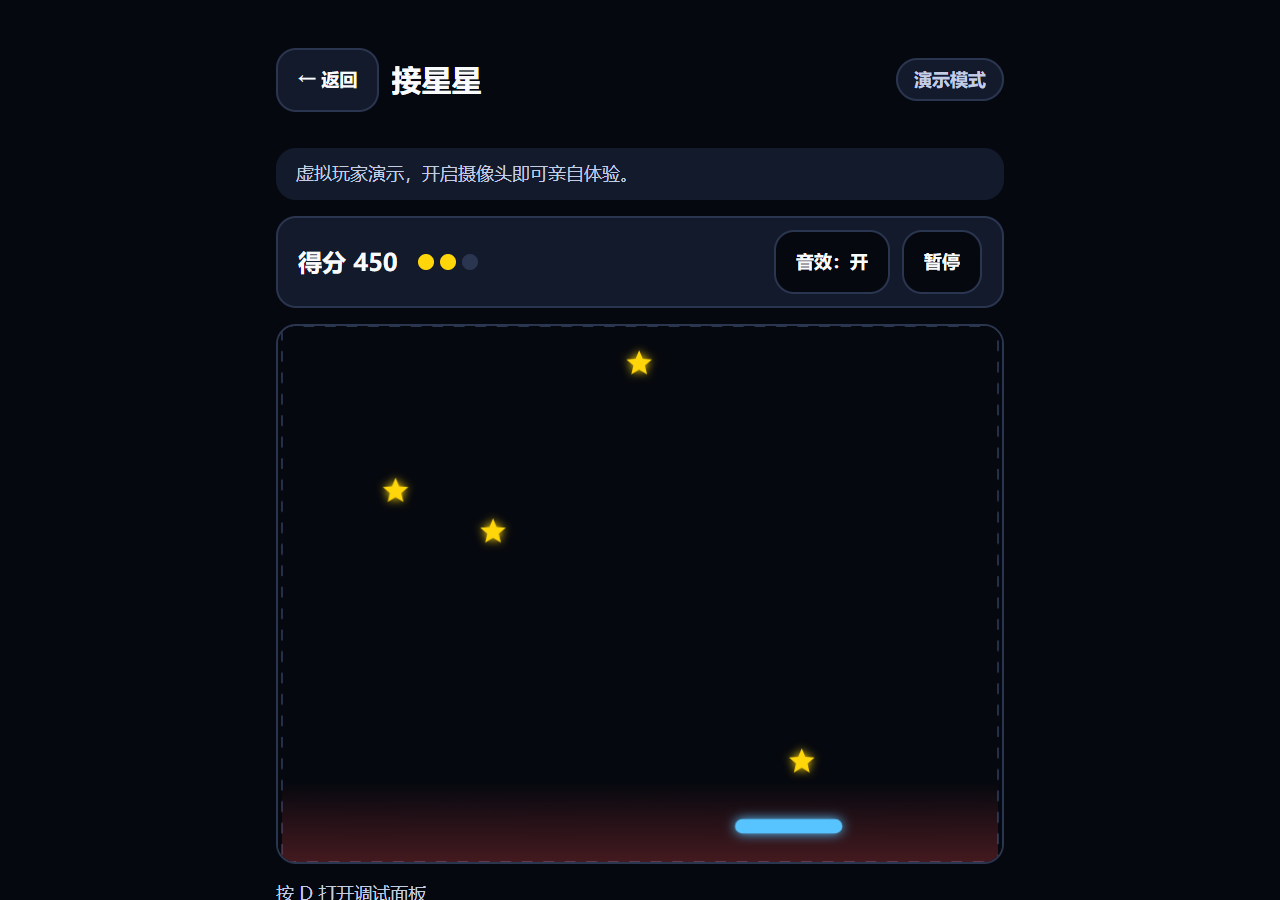 ← 返回
接星星
演示模式
虚拟玩家演示，开启摄像头即可亲自体验。
得分 450
音效：开
暂停
按 D 打开调试面板